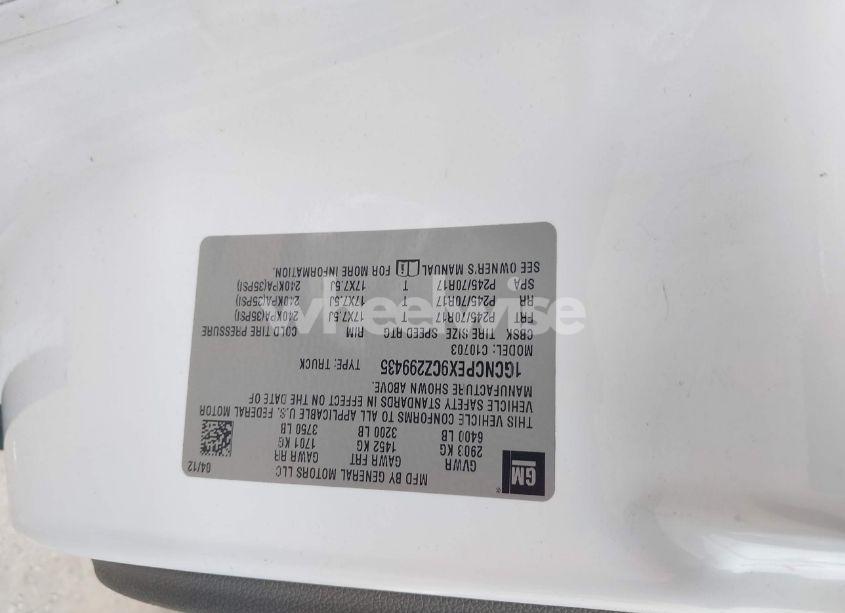 MFD BY GENERAL MOTORS LLC
04/12
GM
GVWR GAWR FRT GAWR RR
2903 KG 1452 KG 1701 KG
6400 LB 3200 LB 3750 LB
THIS VEHICLE CONFORMS TO ALL APPLICABLE U.S. FEDERAL MOTOR
VEHICLE SAFETY STANDARDS IN EFFECT ON THE DATE OF
MANUFACTURE SHOWN ABOVE.
1GCNCPEX9CZ299435 TYPE: TRUCK
MODEL: C10703
CBSK TIRE SIZE SPEED RTG RIM COLD TIRE PRESSURE
FRT P245/70R17 T 17X7.5J 240KPA(35PSI)
RR P245/70R17 T 17X7.5J 240KPA(35PSI)
SPA P245/70R17 T 17X7.5J 240KPA(35PSI)
SEE OWNER'S MANUAL FOR MORE INFORMATION.
wheelwise